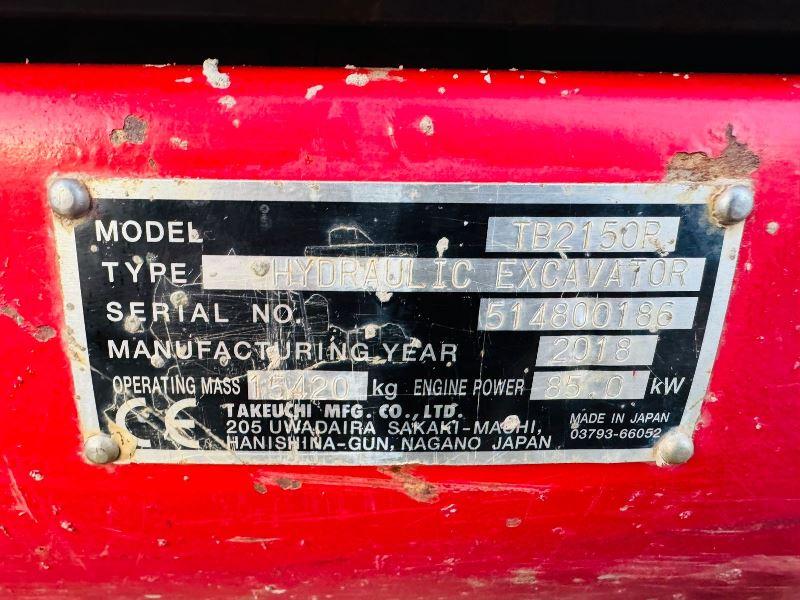 MODEL TB2150R
TYPE HYDRAULIC EXCAVATOR
SERIAL NO. 514800186
MANUFACTURING YEAR 2018
OPERATING MASS 15420 kg ENGINE POWER 85.0 kW
CE TAKEUCHI MFG. CO., LTD.
205 UWADAIRA SAKAKI-MACHI,
HANISHINA-GUN, NAGANO JAPAN
MADE IN JAPAN
03793-66052